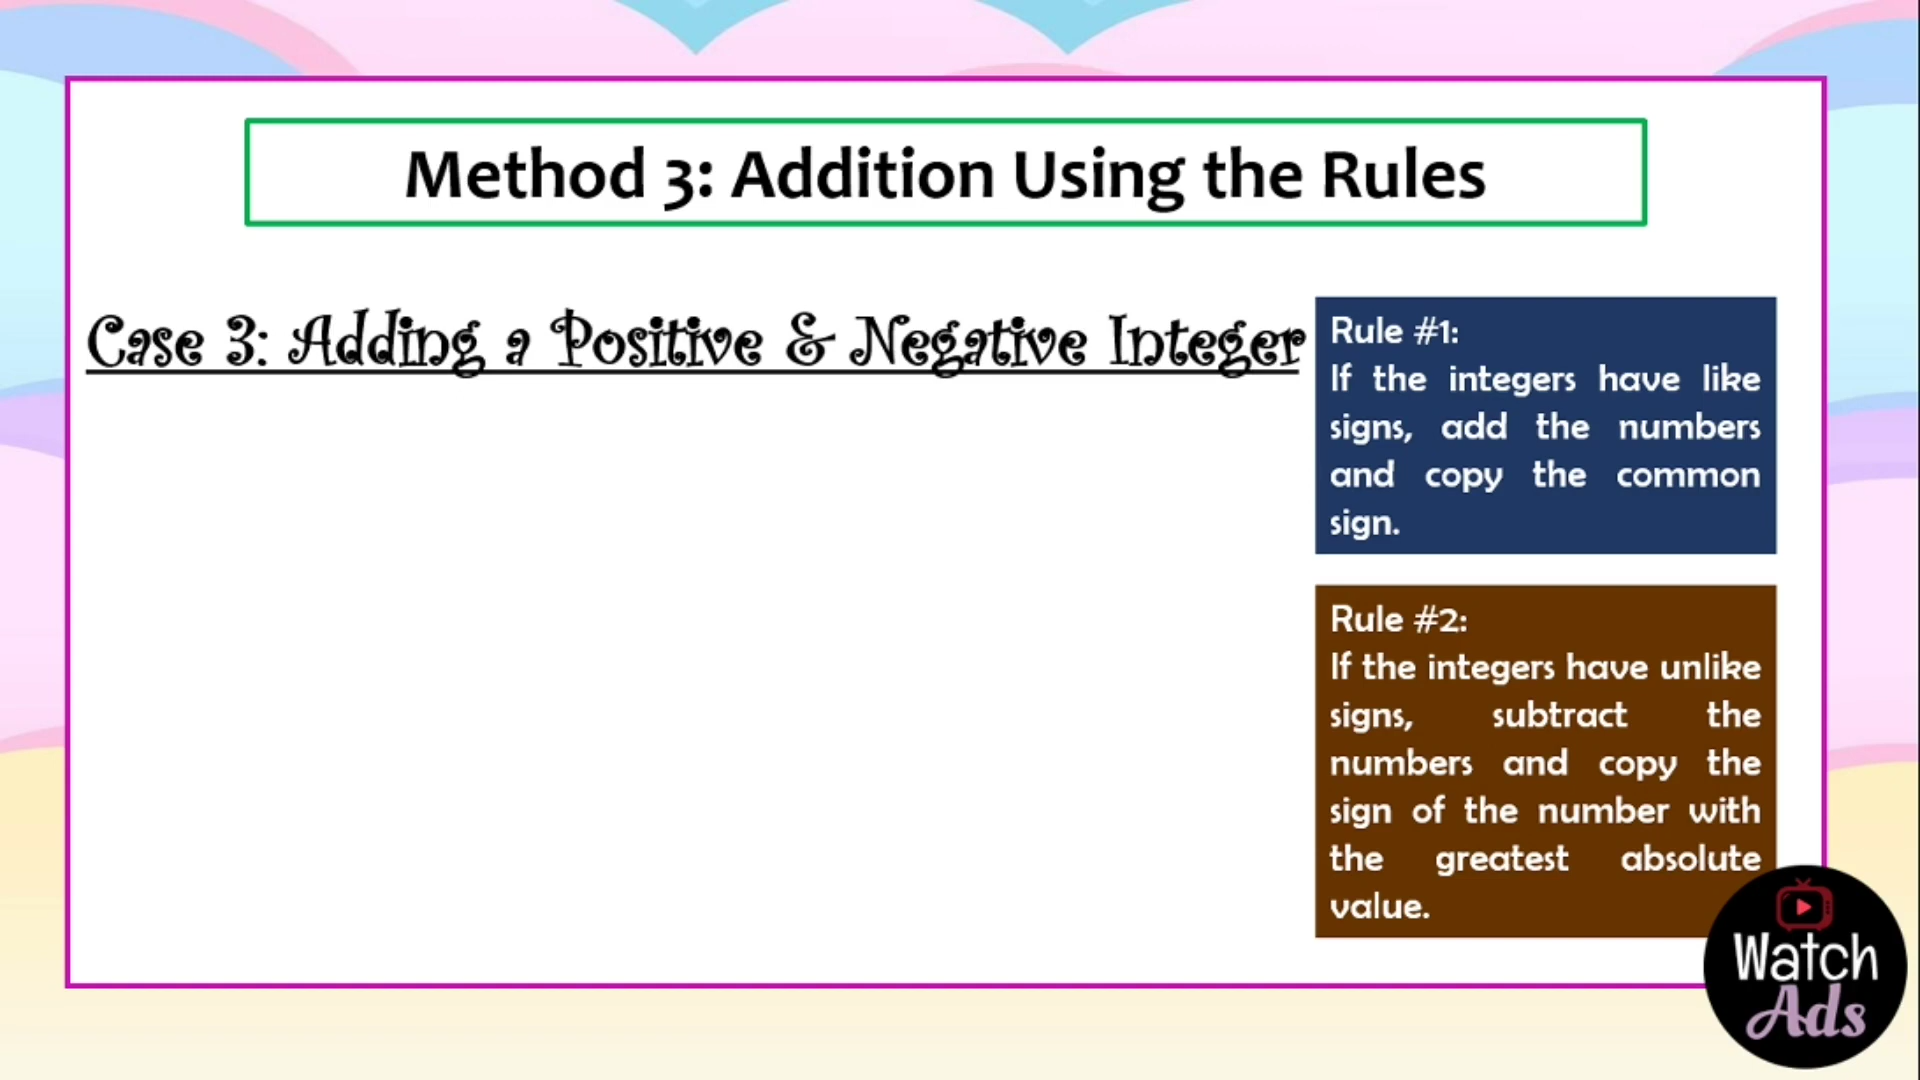 Method 3: Addition Using the Rules
Case 3: Adding a Positive & Negative Integer
Rule #1:
If the integers have like
signs, add the numbers
and copy the common
sign.
Rule #2:
If the integers have unlike
signs, subtract the
numbers and copy the
sign of the number with
the greatest absolute
value.
Watch
Ads